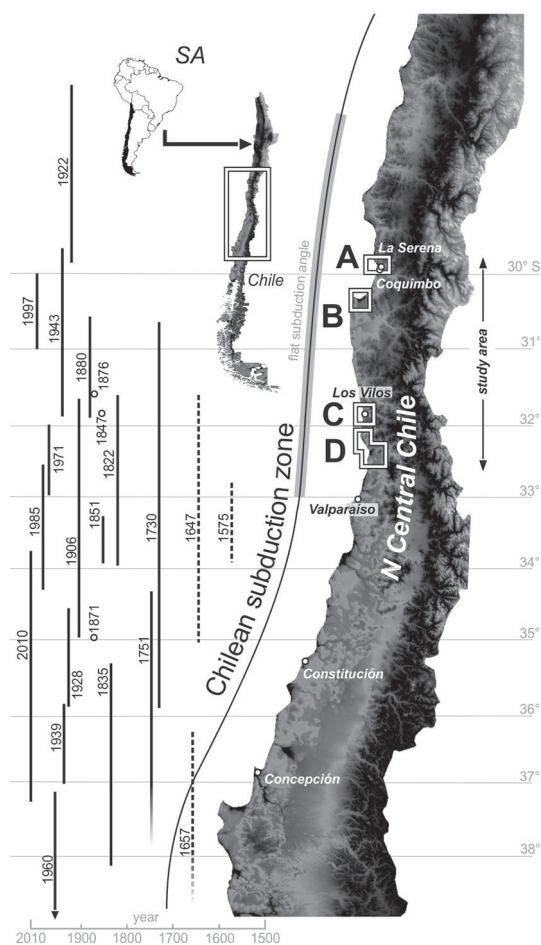 SA
1922
Chile
flat subduction angle
A
La Serena
30° S
Coquimbo
B
study area
1997
1943
31°
1880
1876
Los Vilos
C
32°
1847
1822
D
N Central Chile
1971
1985
1851
1906
1730
1647
1575
33°
Valparaíso
Chilean subduction zone
34°
2010
1871
35°
1751
1928
1835
Constitución
36°
1939
37°
Concepción
1657
38°
1960
year
2010 1900 1800 1700 1600 1500